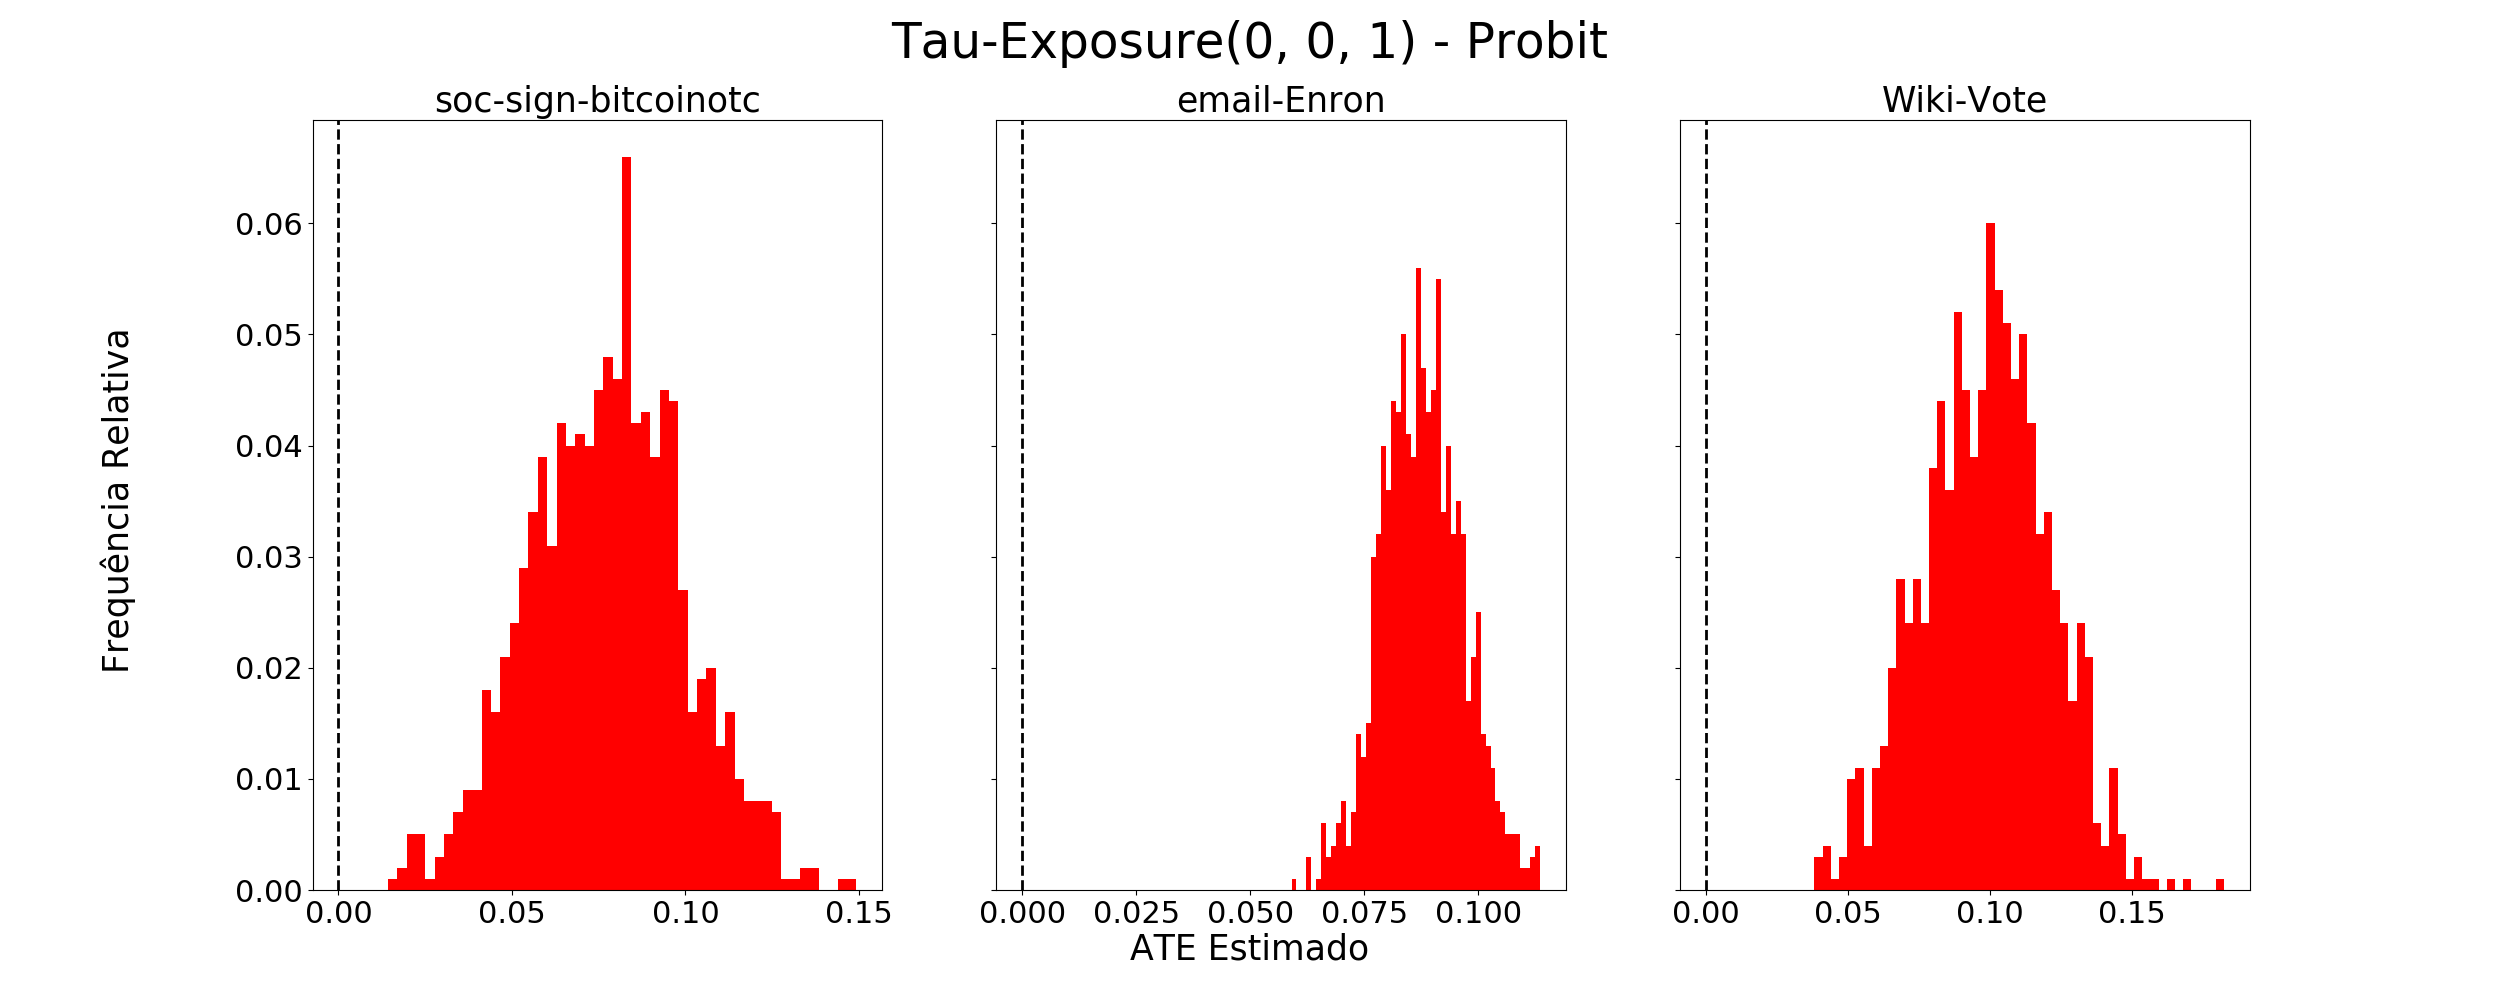 Tau-Exposure(0, 0, 1) - Probit
soc-sign-bitcoinotc
email-Enron
Wiki-Vote
Frequência Relativa
0.06
0.05
0.04
0.03
0.02
0.01
0.00
0.00 0.05 0.10 0.15
0.000 0.025 0.050 0.075 0.100
0.00 0.05 0.10 0.15
ATE Estimado